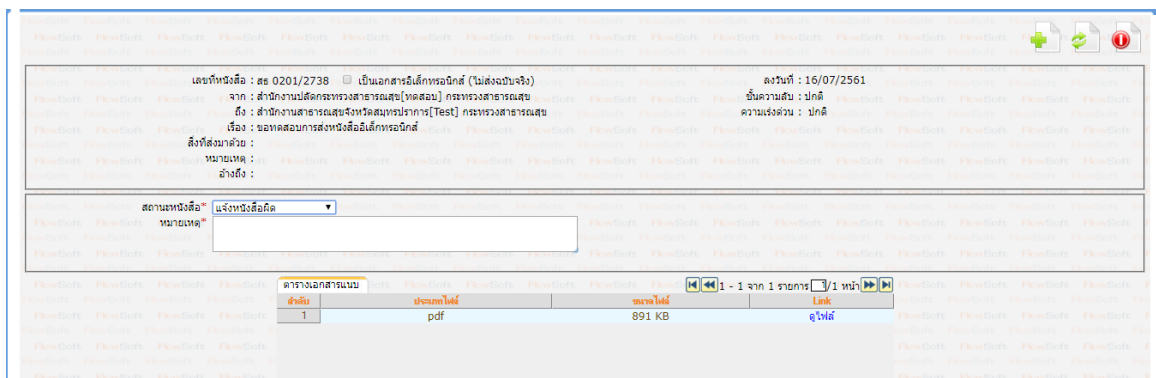 เลขที่หนังสือ : สธ 0201/2738 เป็นเอกสารอิเล็กทรอนิกส์ (ไม่ส่งฉบับจริง) ลงวันที่ : 16/07/2561
จาก : สำนักงานปลัดกระทรวงสาธารณสุข[ทดสอบ] กระทรวงสาธารณสุข ชั้นความลับ : ปกติ
ถึง : สำนักงานสาธารณสุขจังหวัดสมุทรปราการ[Test] กระทรวงสาธารณสุข ความเร่งด่วน : ปกติ
เรื่อง : ขอทดสอบการส่งหนังสืออิเล็กทรอนิกส์
สิ่งที่ส่งมาด้วย :
หมายเหตุ :
อ้างถึง :
สถานะหนังสือ* แจ้งหนังสือผิด
หมายเหตุ*
ตารางเอกสารแนบ 1 - 1 จาก 1 รายการ 1/1 หน้า
ลำดับ ประเภทไฟล์ ขนาดไฟล์ Link
1 pdf 891 KB ดูไฟล์